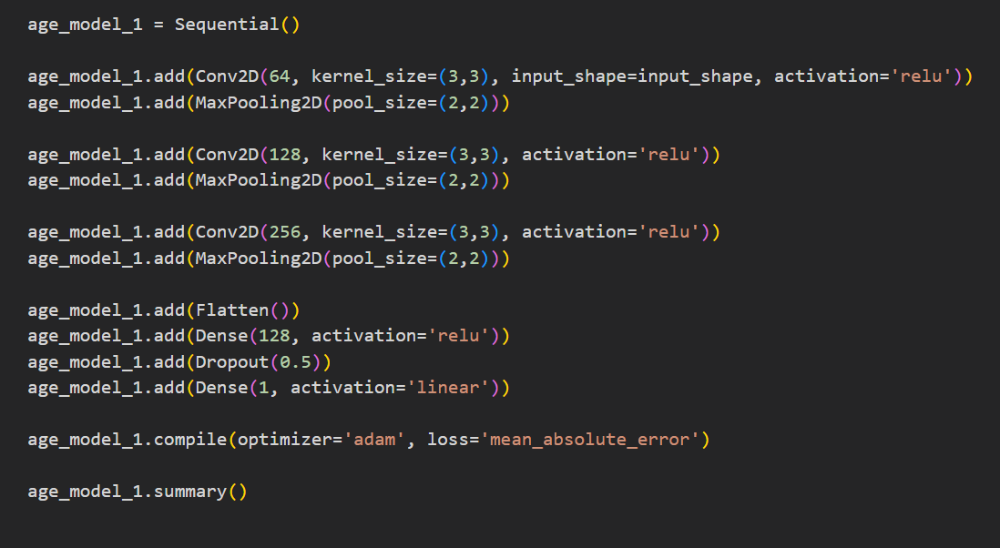 age_model_1 = Sequential()
age_model_1.add(Conv2D(64, kernel_size=(3,3), input_shape=input_shape, activation='relu'))
age_model_1.add(MaxPooling2D(pool_size=(2,2)))
age_model_1.add(Conv2D(128, kernel_size=(3,3), activation='relu'))
age_model_1.add(MaxPooling2D(pool_size=(2,2)))
age_model_1.add(Conv2D(256, kernel_size=(3,3), activation='relu'))
age_model_1.add(MaxPooling2D(pool_size=(2,2)))
age_model_1.add(Flatten())
age_model_1.add(Dense(128, activation='relu'))
age_model_1.add(Dropout(0.5))
age_model_1.add(Dense(1, activation='linear'))
age_model_1.compile(optimizer='adam', loss='mean_absolute_error')
age_model_1.summary()